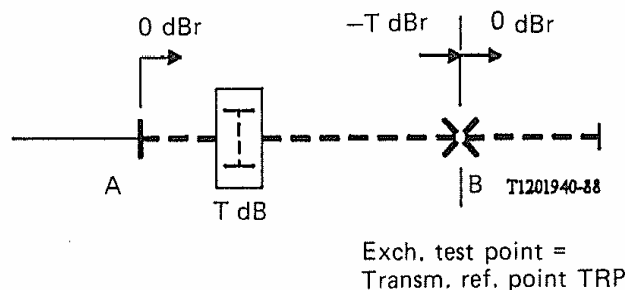 0 dBr
−T dBr
0 dBr
A
T dB
B
T1201940-88
Exch. test point =
Transm. ref. point TRP